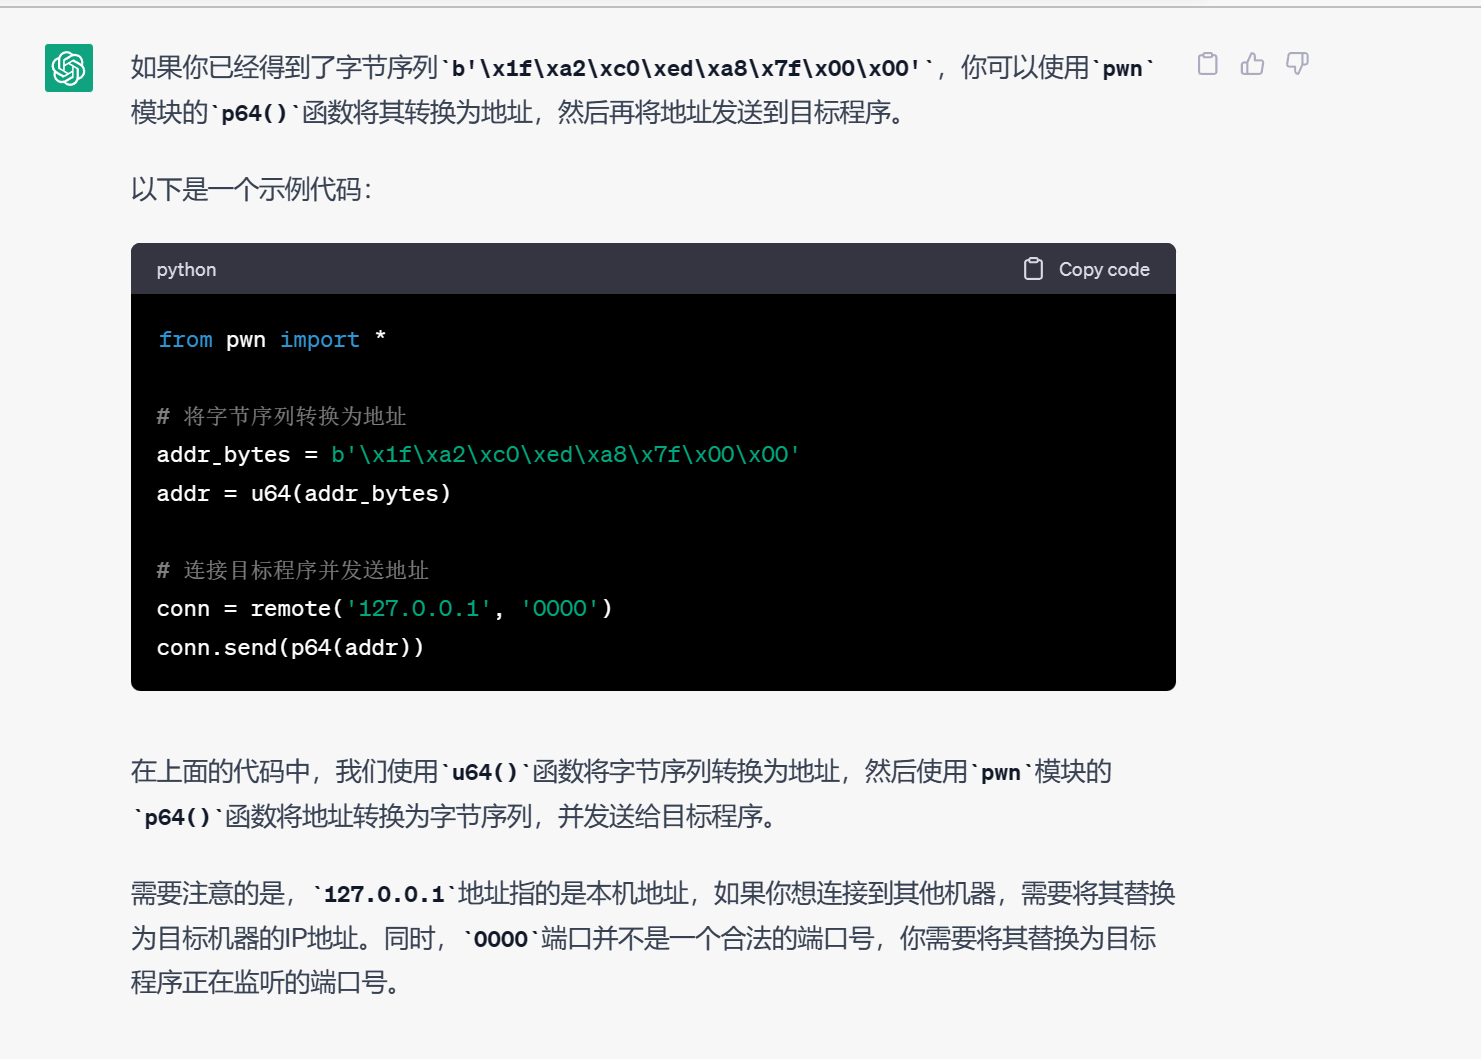 如果你已经得到了字节序列`b'\x1f\xa2\xc0\xed\xa8\x7f\x00\x00'`，你可以使用`pwn`
模块的`p64()`函数将其转换为地址，然后再将地址发送到目标程序。
以下是一个示例代码：
python
Copy code
from pwn import *
# 将字节序列转换为地址
addr_bytes = b'\x1f\xa2\xc0\xed\xa8\x7f\x00\x00'
addr = u64(addr_bytes)
# 连接目标程序并发送地址
conn = remote('127.0.0.1', '0000')
conn.send(p64(addr))
在上面的代码中，我们使用`u64()`函数将字节序列转换为地址，然后使用`pwn`模块的
`p64()`函数将地址转换为字节序列，并发送给目标程序。
需要注意的是，`127.0.0.1`地址指的是本机地址，如果你想连接到其他机器，需要将其替换
为目标机器的IP地址。同时，`0000`端口并不是一个合法的端口号，你需要将其替换为目标
程序正在监听的端口号。